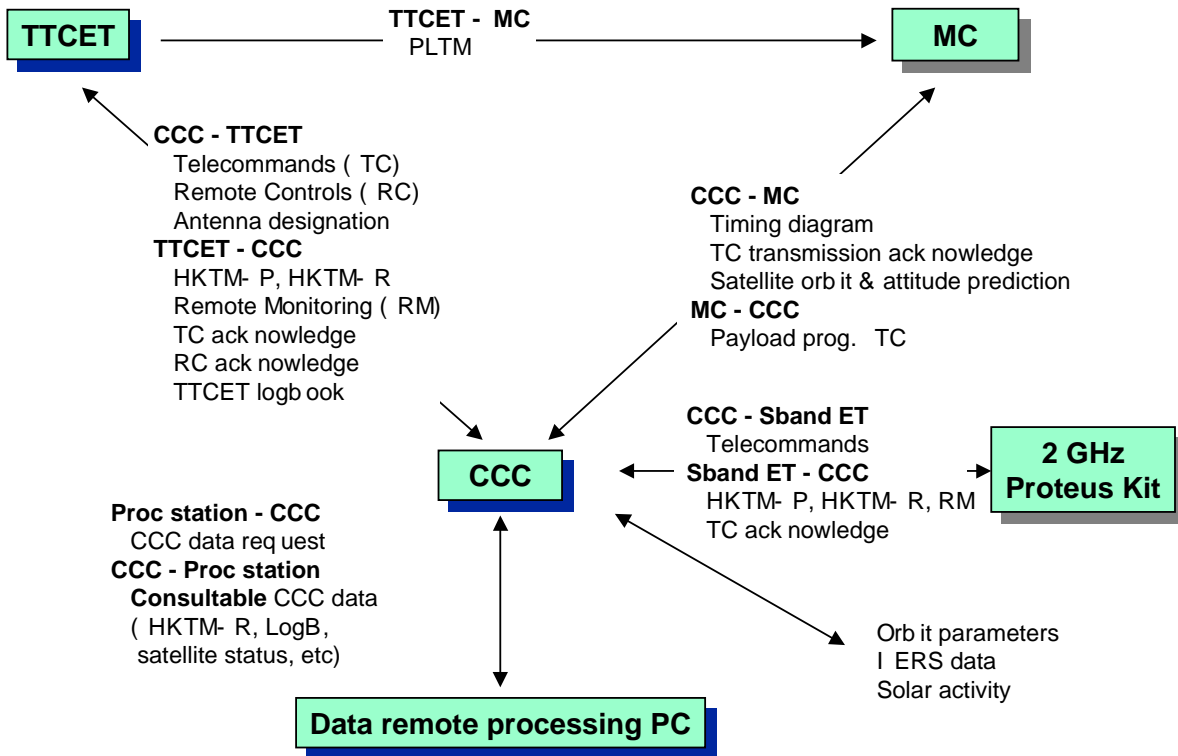 TTCET
TTCET - MC
PLTM
MC
CCC - TTCET
Telecommands ( TC)
Remote Controls ( RC)
Antenna designation
TTCET - CCC
HKTM- P, HKTM- R
Remote Monitoring ( RM)
TC ack nowledge
RC ack nowledge
TTCET logb ook
CCC - MC
Timing diagram
TC transmission ack nowledge
Satellite orb it & attitude prediction
MC - CCC
Payload prog. TC
CCC
CCC - Sband ET
Telecommands
Sband ET - CCC
HKTM- P, HKTM- R, RM
TC ack nowledge
2 GHz
Proteus Kit
Proc station - CCC
CCC data req uest
CCC - Proc station
Consultable CCC data
( HKTM- R, LogB,
satellite status, etc)
Orb it parameters
I ERS data
Solar activity
Data remote processing PC